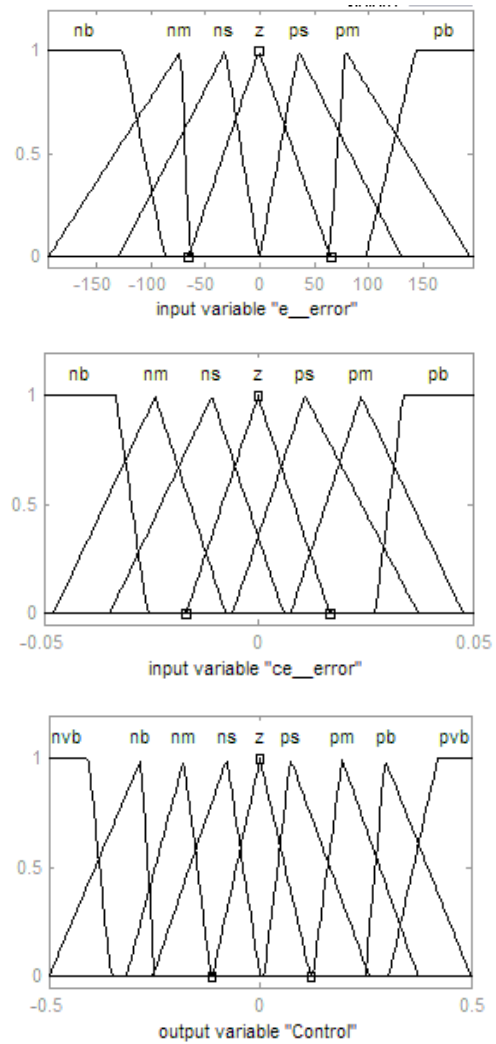 nb nm ns z ps pm pb
1
0.5
0
-150 -100 -50 0 50 100 150
input variable "e__error"
nb nm ns z ps pm pb
1
0.5
0
-0.05 0 0.05
input variable "ce__error"
nvb nb nm ns z ps pm pb pvb
1
0.5
0
-0.5 0 0.5
output variable "Control"